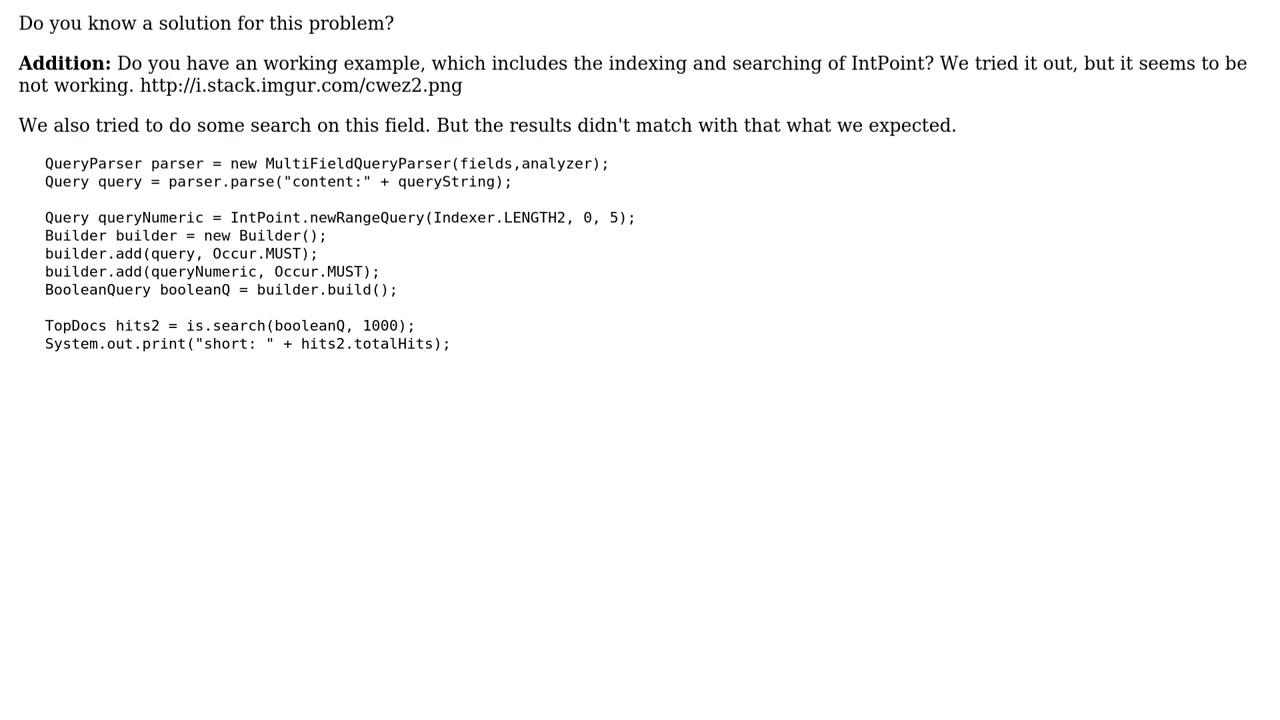 Do you know a solution for this problem?
Addition: Do you have an working example, which includes the indexing and searching of IntPoint? We tried it out, but it seems to be
not working. http://i.stack.imgur.com/cwez2.png
We also tried to do some search on this field. But the results didn't match with that what we expected.
QueryParser parser = new MultiFieldQueryParser(fields,analyzer);
Query query = parser.parse("content:" + queryString);
Query queryNumeric = IntPoint.newRangeQuery(Indexer.LENGTH2, 0, 5);
Builder builder = new Builder();
builder.add(query, Occur.MUST);
builder.add(queryNumeric, Occur.MUST);
BooleanQuery booleanQ = builder.build();
TopDocs hits2 = is.search(booleanQ, 1000);
System.out.print("short: " + hits2.totalHits);